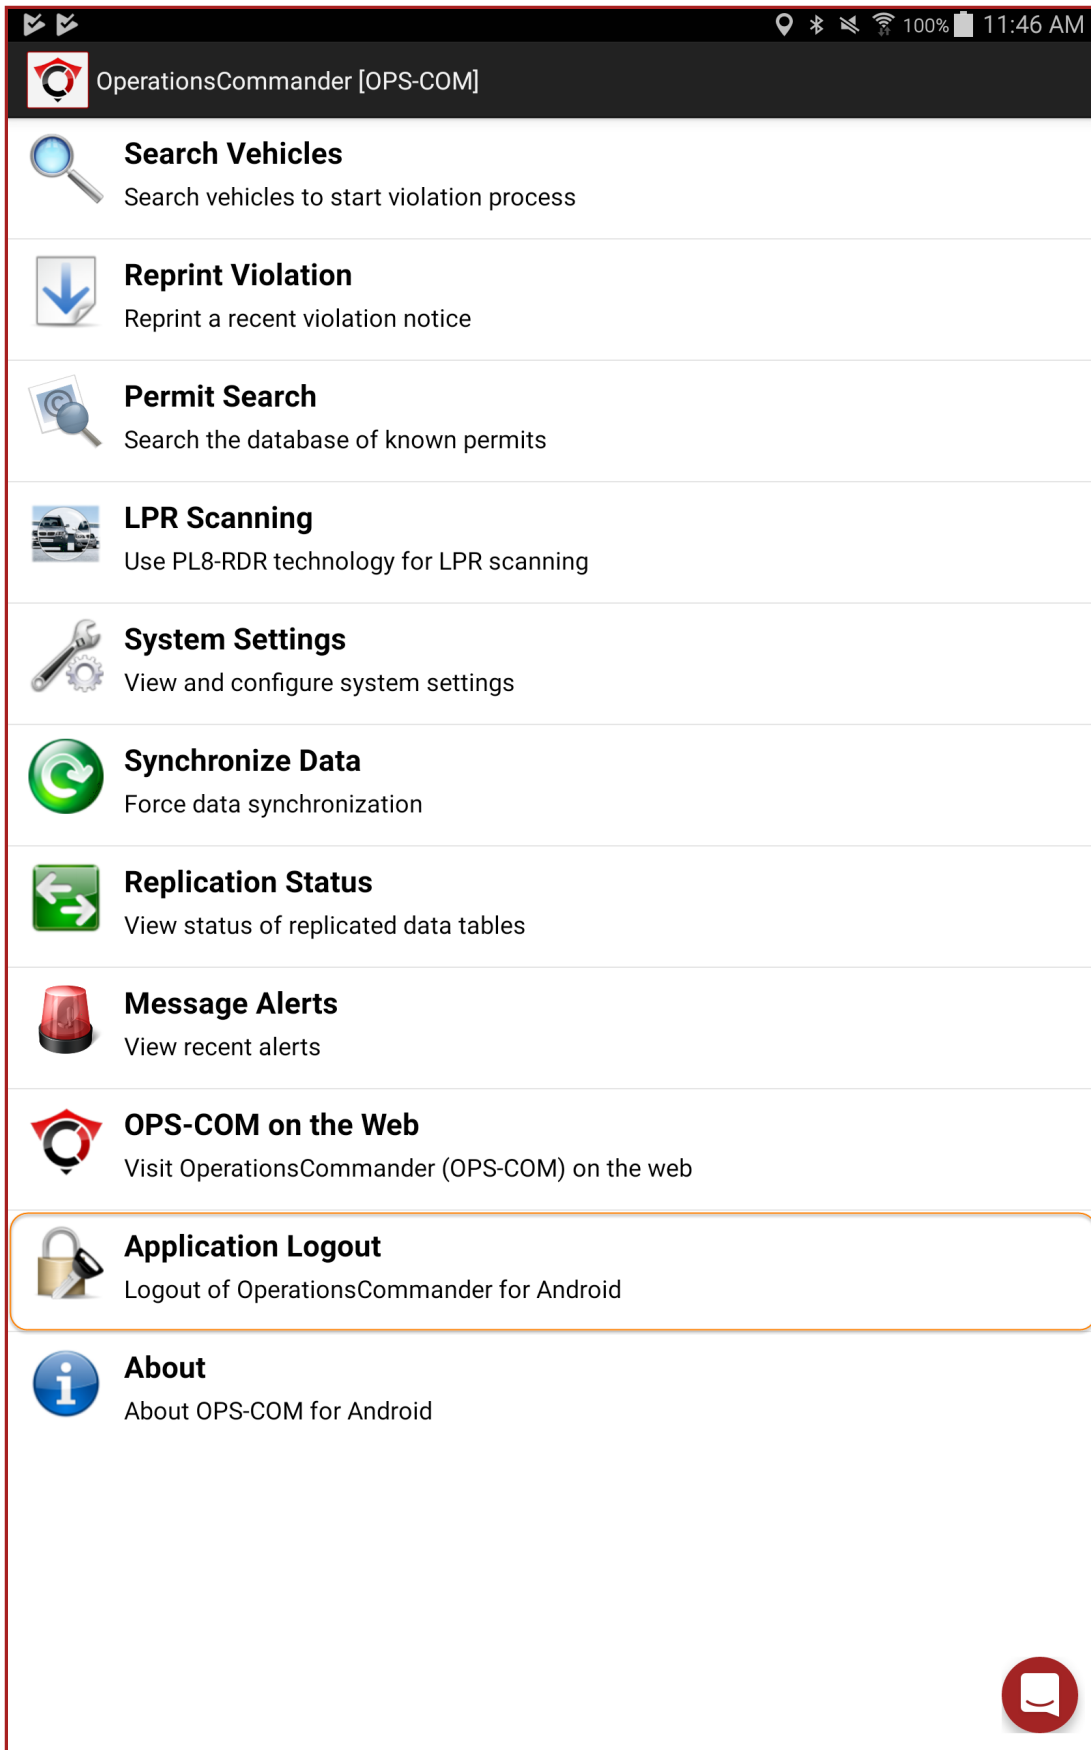 100% 11:46 AM
OperationsCommander [OPS-COM]
Search Vehicles
Search vehicles to start violation process
Reprint Violation
Reprint a recent violation notice
Permit Search
Search the database of known permits
LPR Scanning
Use PL8-RDR technology for LPR scanning
System Settings
View and configure system settings
Synchronize Data
Force data synchronization
Replication Status
View status of replicated data tables
Message Alerts
View recent alerts
OPS-COM on the Web
Visit OperationsCommander (OPS-COM) on the web
Application Logout
Logout of OperationsCommander for Android
About
About OPS-COM for Android